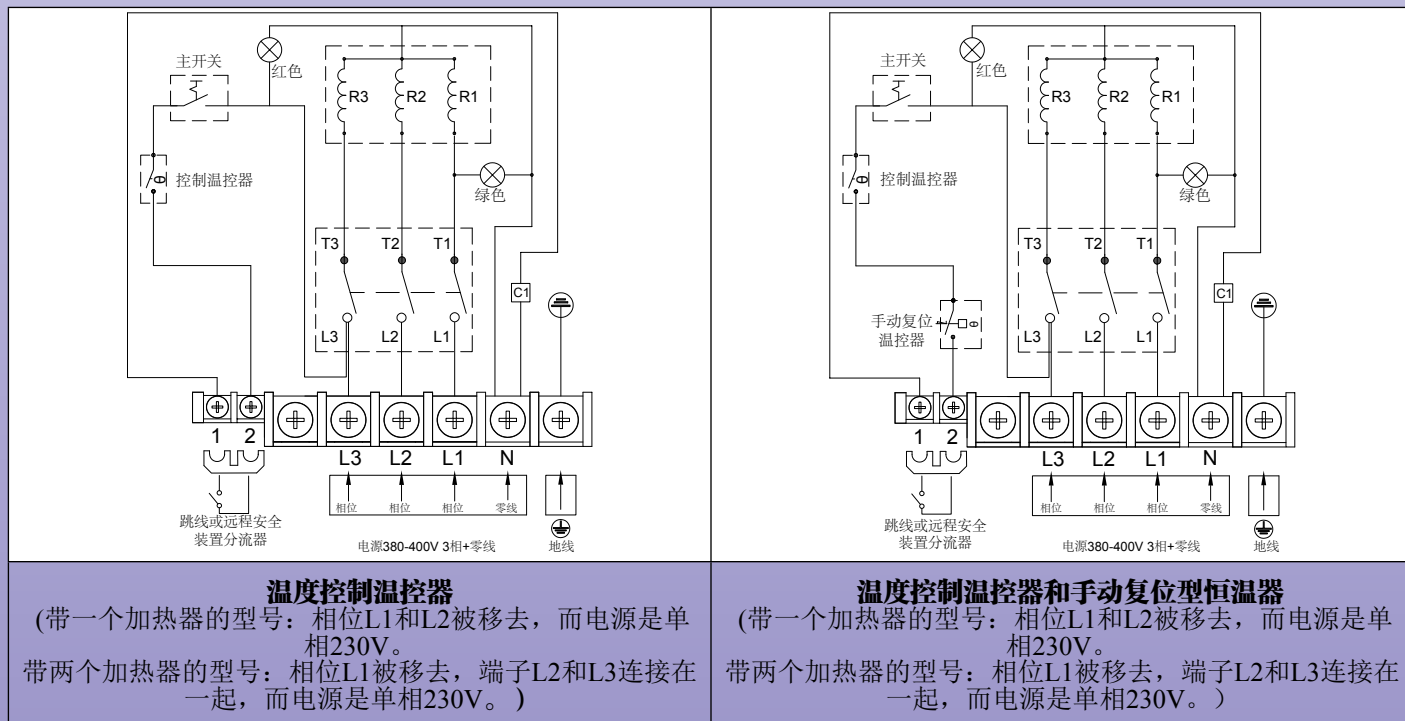 主开关
红色
R3
R2
R1
控制温控器
绿色
T3
T2
T1
C1
L3
L2
L1
1
2
L3
L2
L1
N
相位
相位
相位
零线
跳线或远程安全
装置分流器
电源380-400V 3相+零线
地线
温度控制温控器
(带一个加热器的型号：相位L1和L2被移去，而电源是单
相230V。
带两个加热器的型号：相位L1被移去，端子L2和L3连接在
一起，而电源是单相230V。)
主开关
红色
R3
R2
R1
控制温控器
绿色
T3
T2
T1
C1
手动复位
温控器
θ
L3
L2
L1
1
2
L3
L2
L1
N
相位
相位
相位
零线
跳线或远程安全
装置分流器
电源380-400V 3相+零线
地线
温度控制温控器和手动复位型恒温器
(带一个加热器的型号：相位L1和L2被移去，而电源是单
相230V。
带两个加热器的型号：相位L1被移去，端子L2和L3连接在
一起，而电源是单相230V。）